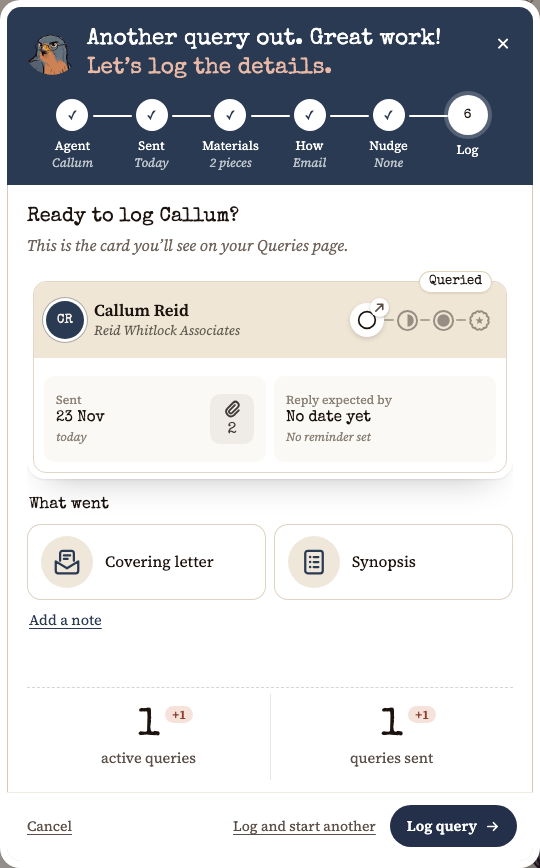 Another query out. Great work!
Let's log the details.
6
Agent
Callum
Sent
Today
Materials
2 pieces
How
Email
Nudge
None
Log
Ready to log Callum?
This is the card you'll see on your Queries page.
Queried
CR
Callum Reid
Reid Whitlock Associates
Sent
23 Nov
today
2
Reply expected by
No date yet
No reminder set
What went
Covering letter
Synopsis
Add a note
1 +1
active queries
1 +1
queries sent
Cancel
Log and start another
Log query →